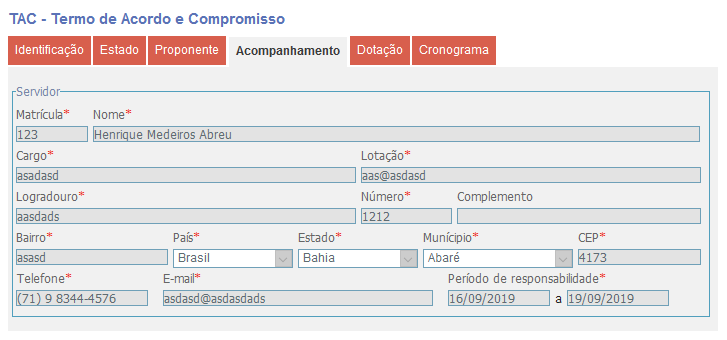 TAC - Termo de Acordo e Compromisso
Identificação Estado Proponente Acompanhamento Dotação Cronograma
Servidor
Matrícula* Nome*
123 Henrique Medeiros Abreu
Cargo* Lotação*
asadasd aas@asdasd
Logradouro* Número* Complemento
aasdads 1212
Bairro* País* Estado* Munícipio* CEP*
asasd Brasil Bahia Abaré 4173
Telefone* E-mail* Período de responsabilidade*
(71) 9 8344-4576 asdasd@asdasdads 16/09/2019 a 19/09/2019